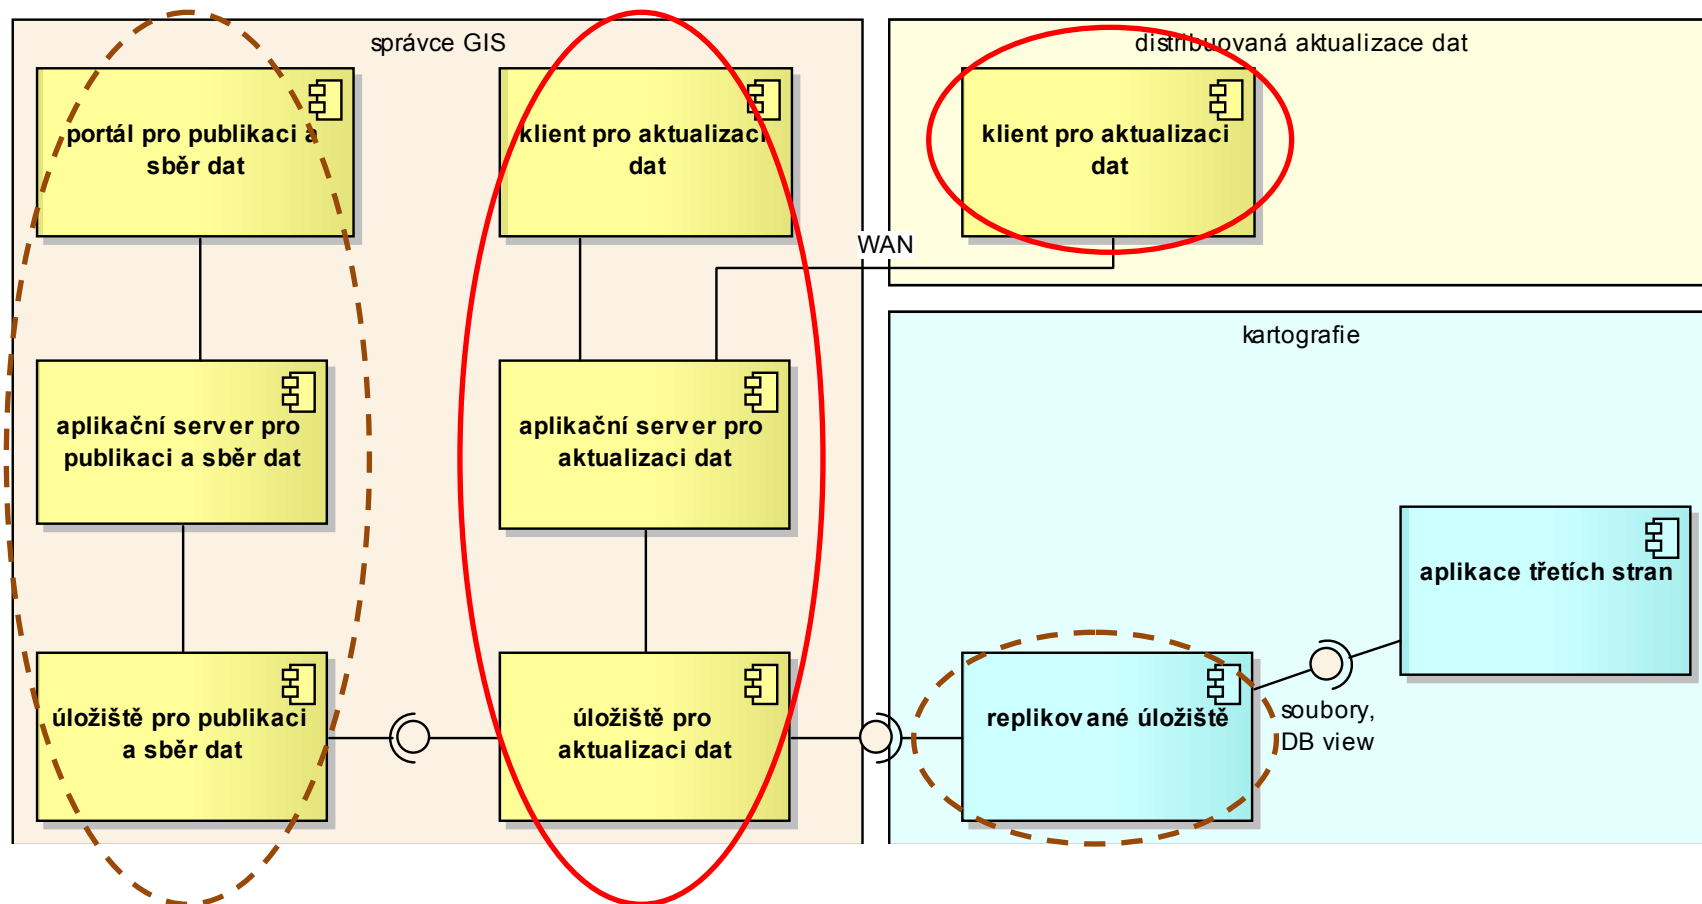 správce GIS
distribuovaná aktualizace dat
portál pro publikaci a
sběr dat
klient pro aktualizaci
dat
klient pro aktualizaci
dat
WAN
kartografie
aplikační server pro
publikaci a sběr dat
aplikační server pro
aktualizaci dat
aplikace třetích stran
úložiště pro publikaci
a sběr dat
úložiště pro
aktualizaci dat
replikované úložiště
soubory,
DB view